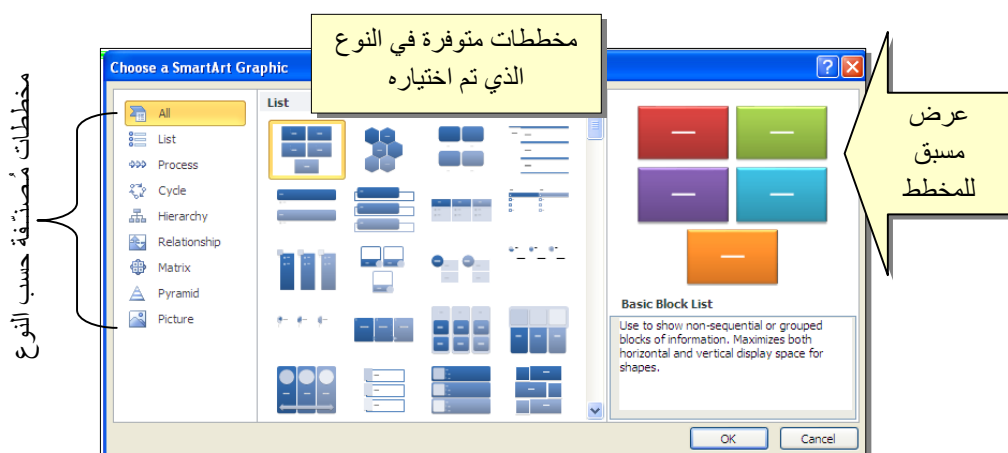 مخططات متوفرة في النوع
الذي تم اختياره
Choose a SmartArt Graphic
مخططات مُصنّفة حسب النوع
All
List
Process
Cycle
Hierarchy
Relationship
Matrix
Pyramid
Picture
List
عرض
مسبق
للمخطط
Basic Block List
Use to show non-sequential or grouped
blocks of information. Maximizes both
horizontal and vertical display space for
shapes.
OK
Cancel